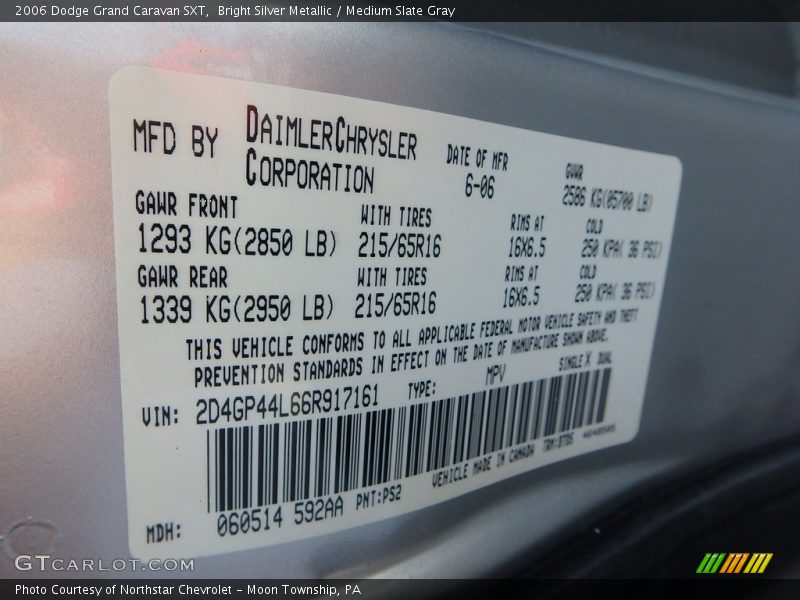 2006 Dodge Grand Caravan SXT,  Bright Silver Metallic / Medium Slate Gray
MFD BY DAIMLERCHRYSLER CORPORATION
DATE OF MFR 6-06
GVWR 2586 KG(05700 LB)
GAWR FRONT WITH TIRES RIMS AT COLD
1293 KG(2850 LB) 215/65R16 16X6.5 250 KPA( 36 PSI)
GAWR REAR WITH TIRES RIMS AT COLD
1339 KG(2950 LB) 215/65R16 16X6.5 250 KPA( 36 PSI)
THIS VEHICLE CONFORMS TO ALL APPLICABLE FEDERAL MOTOR VEHICLE SAFETY AND THEFT
PREVENTION STANDARDS IN EFFECT ON THE DATE OF MANUFACTURE SHOWN ABOVE.
VIN: 2D4GP44L66R917161 TYPE: MPV SINGLE X DUAL
VEHICLE MADE IN CANADA
MDH: 060514 592AA PNT:PS2
GTCARLOT.COM
Photo Courtesy of Northstar Chevrolet - Moon Township, PA